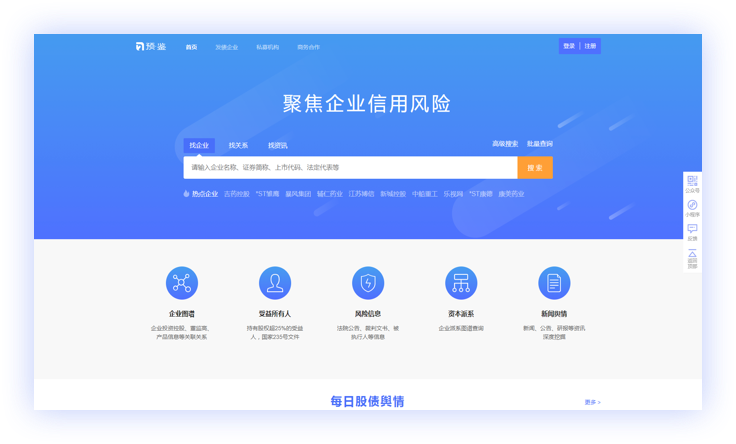 预鉴 首页 发债企业 私募机构 商务合作 登录 | 注册
聚焦企业信用风险
找企业 找关系 找资讯 高级搜索 批量查询
请输入企业名称、证券简称、上市代码、法定代表等 搜 索
热点企业 吉药控股 暴风集团 辅仁药业 新城控股 中船重工 乐视网 *ST康得 康美药业
公众号
小程序
反馈
返回
顶部
企业图谱 受益所有人 风险信息 资本派系 新闻舆情
企业投资控股、董监高、 持有股权超25%的受益 法院公告、裁判文书、被 企业派系图谱查询 新闻、公告、研报等资讯
产品信息等关联关系 人，国家235号文件 执行人等信息 深度挖掘
每日股债舆情 更多 >